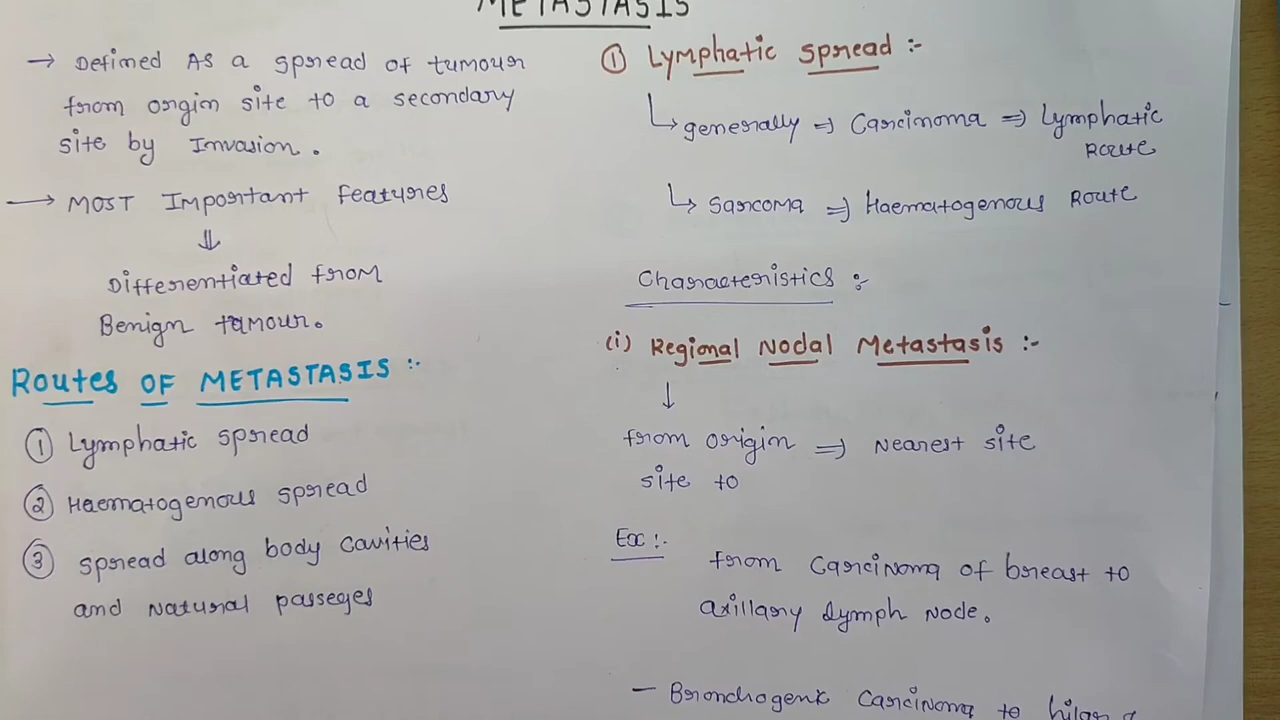 METASTASIS
→ Defined As a spread of tumour
from orgin site to a secondary
site by Invasion.
→ MOST Important features
⇓
Differentiated from
Benign tumour.
Routes OF METASTASIS :-
① Lymphatic spread
② Haematogenous spread
③ spread along body cavities
and Natural passeges
① Lymphatic spread :-
↳ generally ⇒ Carcinoma ⇒ Lymphatic
Route
↳ Sarcoma ⇒ Haematogenous Route
Characteristics :-
(i) Regional Nodal Metastasis :-
↓
from origin ⇒ Nearest site
site to
Ex:-
from Carcinoma of breast to
axillary lymph Node.
- Bronchogenic Carcinoma to hilar